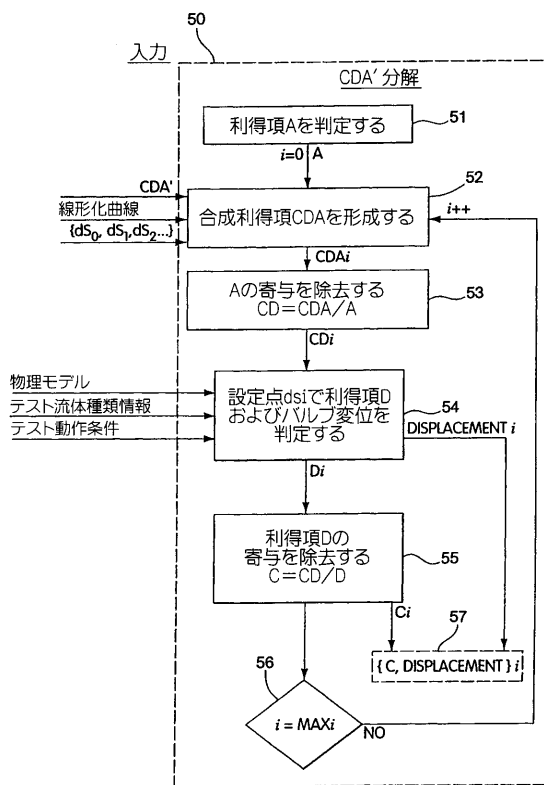 50
入力
CDA'分解
利得項Aを判定する
51
i=0
A
52
CDA'
線形化曲線
{dS0, dS1,dS2...}
合成利得項CDAを形成する
i++
CDAi
Aの寄与を除去する
CD=CDA/A
53
CDi
物理モデル
テスト流体種類情報
テスト動作条件
設定点dsiで利得項D
およびバルブ変位を
判定する
54
DISPLACEMENT i
Di
利得項Dの
寄与を除去する
C=CD/D
55
Ci
57
{ C, DISPLACEMENT } i
56
i = MAXi
NO